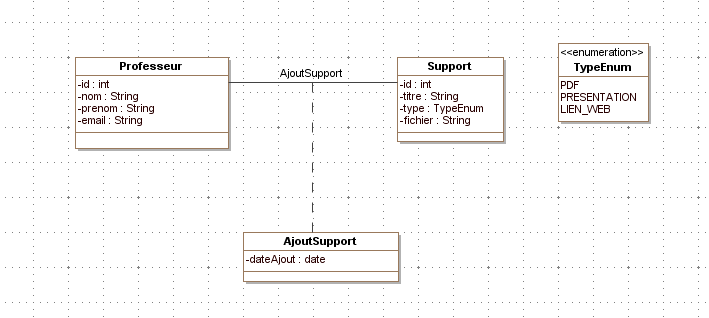 Professeur
-id : int
-nom : String
-prenom : String
-email : String
AjoutSupport
Support
-id : int
-titre : String
-type : TypeEnum
-fichier : String
<<enumeration>>
TypeEnum
PDF
PRESENTATION
LIEN_WEB
AjoutSupport
-dateAjout : date